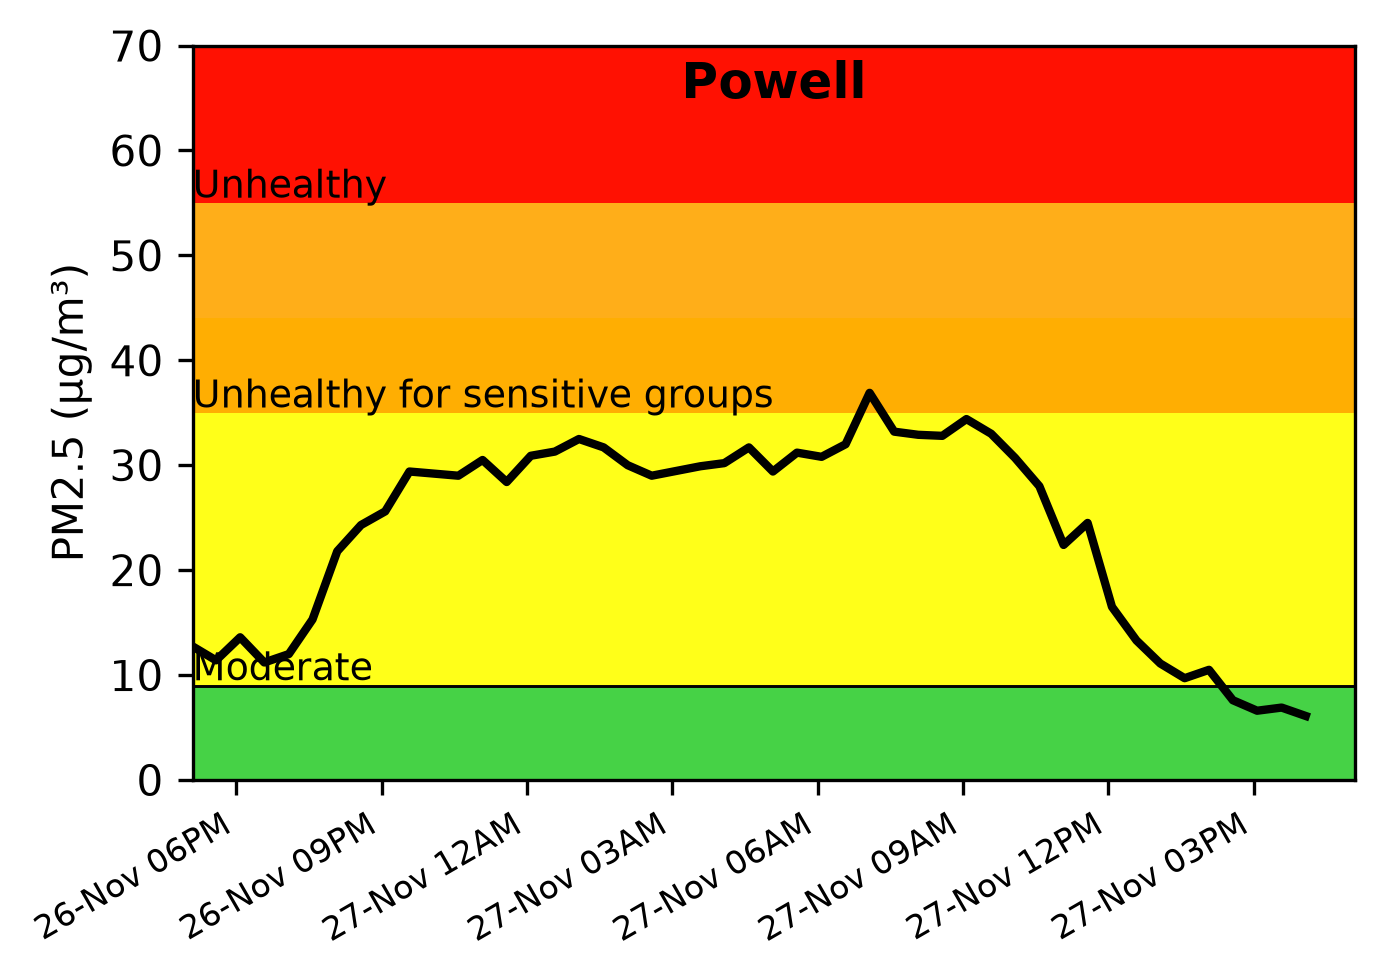 Powell
70
60
50
40
30
20
10
0
PM2.5 (µg/m³)
Unhealthy
Unhealthy for sensitive groups
Moderate
26-Nov 06PM
26-Nov 09PM
27-Nov 12AM
27-Nov 03AM
27-Nov 06AM
27-Nov 09AM
27-Nov 12PM
27-Nov 03PM